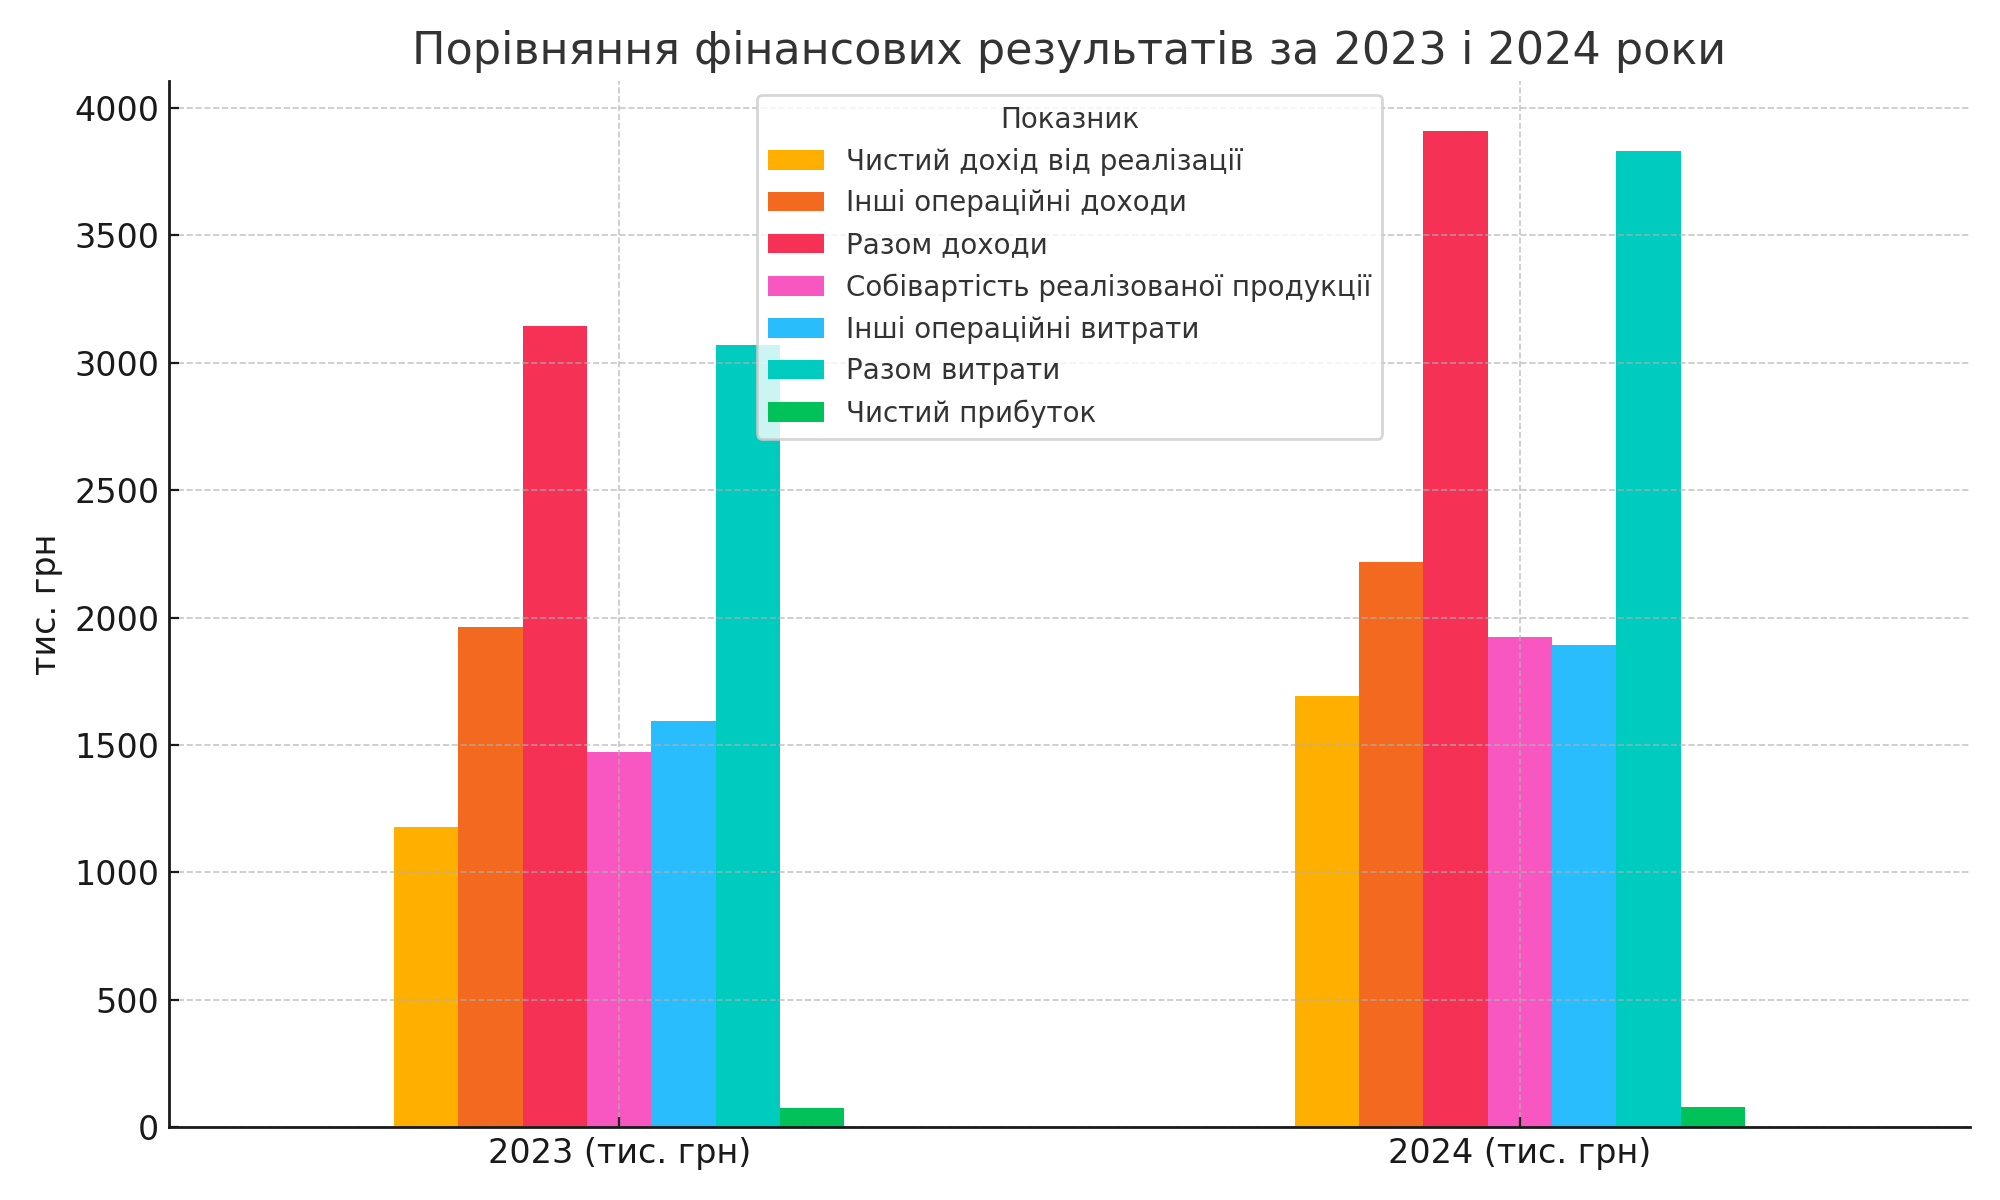 Порівняння фінансових результатів за 2023 і 2024 роки
Показник
Чистий дохід від реалізації
Інші операційні доходи
Разом доходи
Собівартість реалізованої продукції
Інші операційні витрати
Разом витрати
Чистий прибуток
тис. грн
4000
3500
3000
2500
2000
1500
1000
500
0
2023 (тис. грн)
2024 (тис. грн)